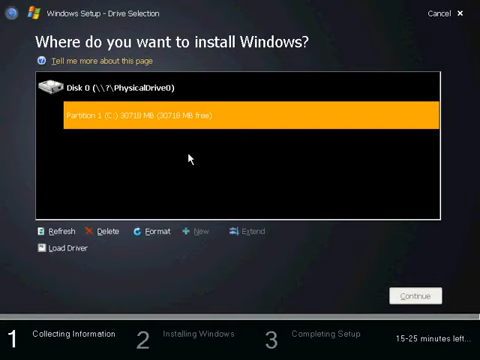 Windows Setup - Drive Selection
Cancel
Where do you want to install Windows?
Tell me more about this page
Disk 0 (\\?\PhysicalDrive0)
Partition 1 (C:) 30718 MB (30718 MB free)
Refresh Delete Format New Extend
Load Driver
Continue
1 Collecting Information 2 Installing Windows 3 Completing Setup 15-25 minutes left...